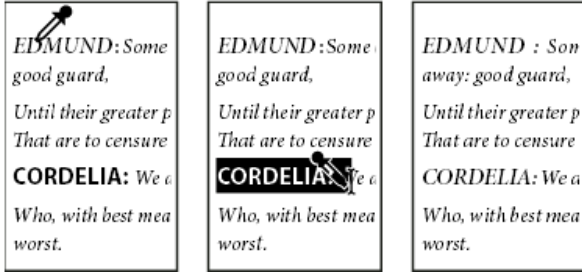 EDMUND: Some
good guard,
Until their greater p
That are to censure
CORDELIA: We a
Who, with best mea
worst.
EDMUND: Some
good guard,
Until their greater p
That are to censure
CORDELIA: We a
Who, with best mea
worst.
EDMUND : Som
away: good guard,
Until their greater p
That are to censure
CORDELIA: We a
Who, with best mea
worst.